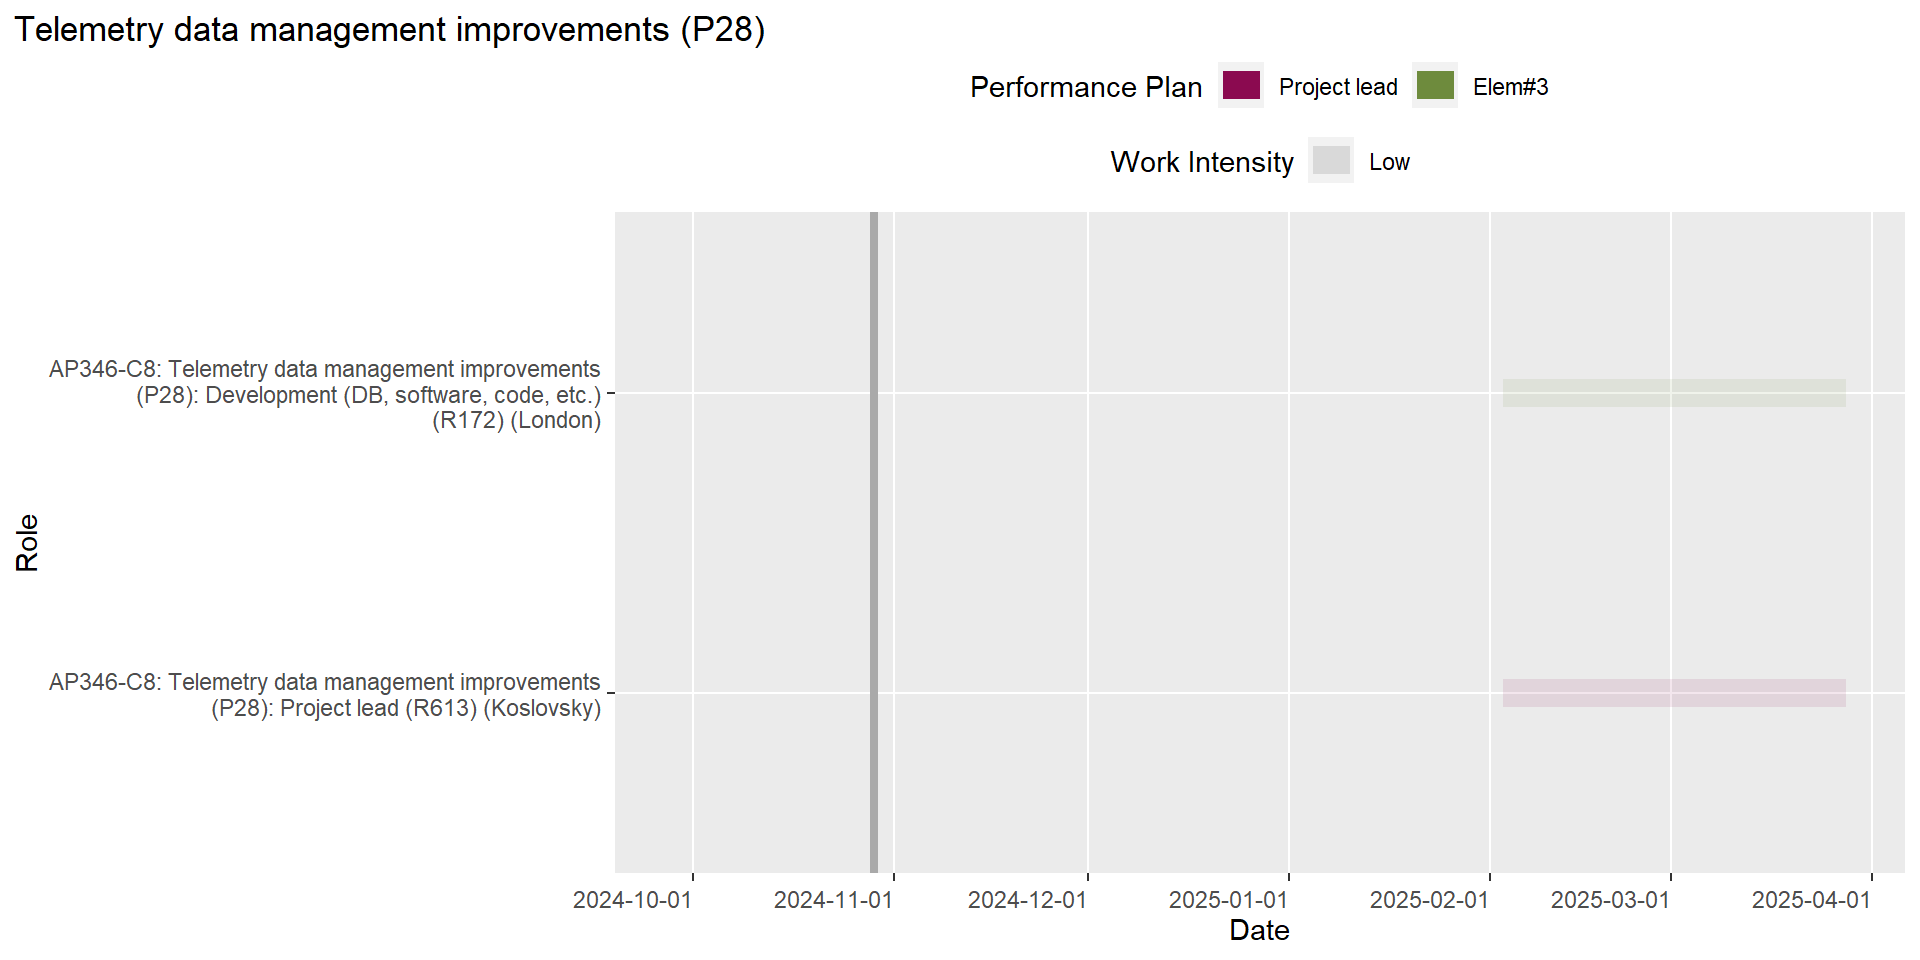 Telemetry data management improvements (P28)
Performance Plan Project lead Elem#3
Work Intensity Low
AP346-C8: Telemetry data management improvements
(P28): Development (DB, software, code, etc.)
(R172) (London)
Role
AP346-C8: Telemetry data management improvements
(P28): Project lead (R613) (Koslovsky)
2024-10-01 2024-11-01 2024-12-01 2025-01-01 2025-02-01 2025-03-01 2025-04-01
Date